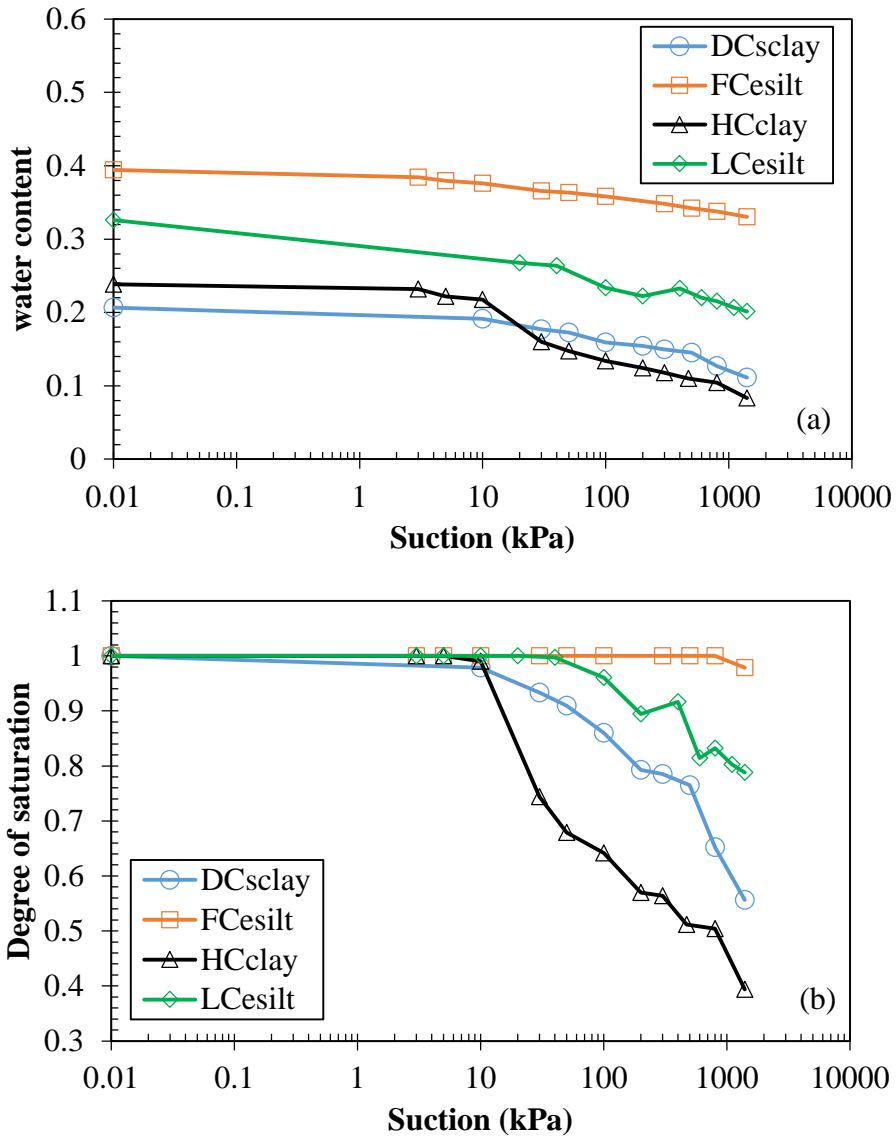 0.6
0.5
0.4
0.3
0.2
0.1
0
water content
DCsclay
FCesilt
HCclay
LCesilt
(a)
0.01 0.1 1 10 100 1000 10000
Suction (kPa)
1.1
1
0.9
0.8
0.7
0.6
0.5
0.4
0.3
Degree of saturation
DCsclay
FCesilt
HCclay
LCesilt
(b)
0.01 0.1 1 10 100 1000 10000
Suction (kPa)